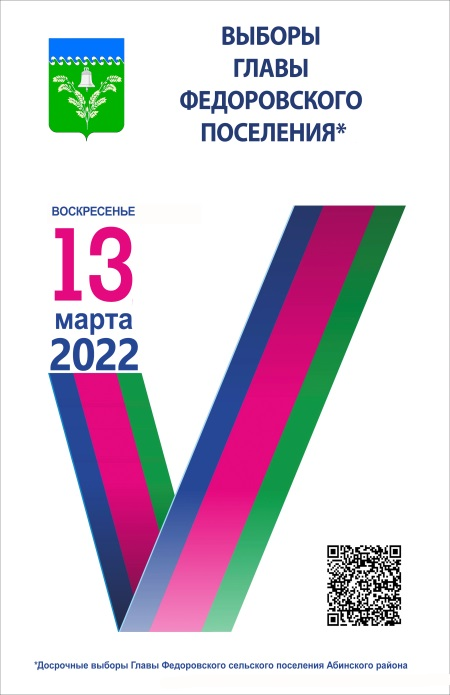 ВЫБОРЫ
ГЛАВЫ
ФЕДОРОВСКОГО
ПОСЕЛЕНИЯ*
ВОСКРЕСЕНЬЕ
13
марта
2022
*Досрочные выборы Главы Федоровского сельского поселения Абинского района